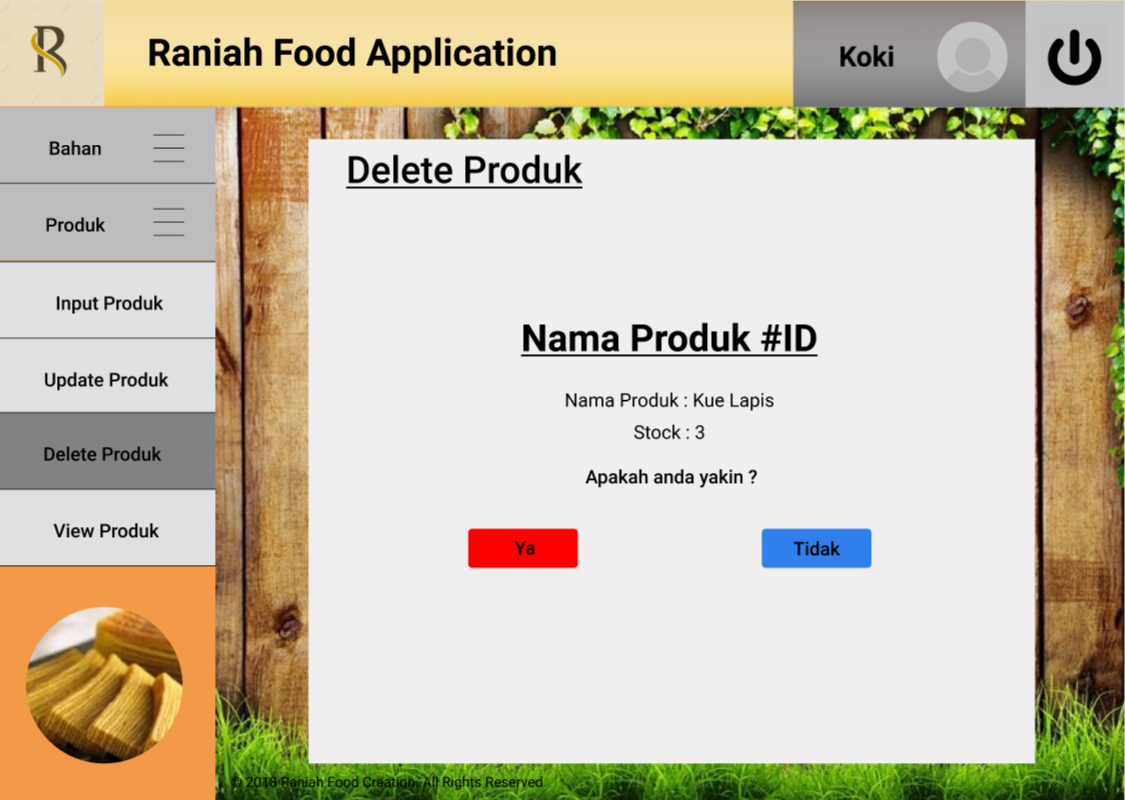 R
Raniah Food Application
Koki
Bahan
Produk
Input Produk
Update Produk
Delete Produk
View Produk
Delete Produk
Nama Produk #ID
Nama Produk : Kue Lapis
Stock : 3
Apakah anda yakin ?
Ya
Tidak
© 2018 Raniah Food Creation. All Rights Reserved.